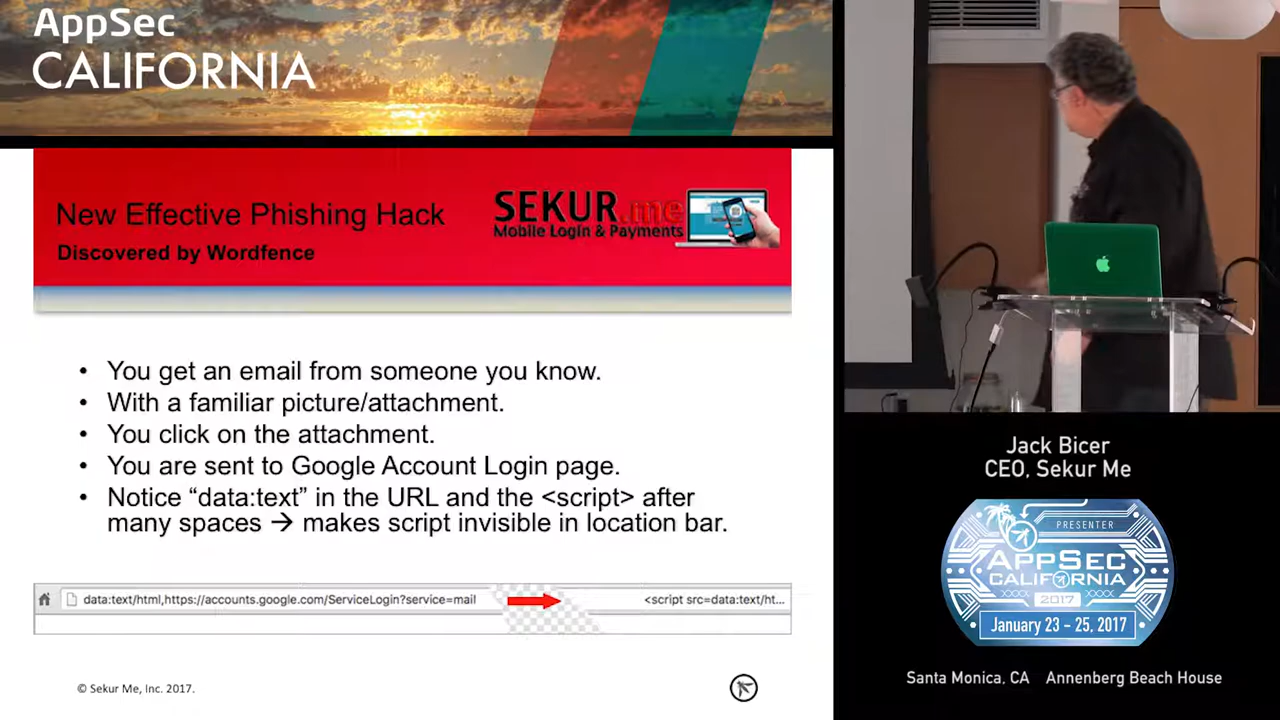 AppSec
CALIFORNIA
New Effective Phishing Hack
Discovered by Wordfence
SEKUR.me
Mobile Login & Payments
• You get an email from someone you know.
• With a familiar picture/attachment.
• You click on the attachment.
• You are sent to Google Account Login page.
• Notice “data:text” in the URL and the <script> after
many spaces → makes script invisible in location bar.
data:text/html,https://accounts.google.com/ServiceLogin?service=mail
<script src=data:text/ht...
© Sekur Me, Inc. 2017.
Jack Bicer
CEO, Sekur Me
PRESENTER
APPSEC
CALIFORNIA
2017
January 23 – 25, 2017
Santa Monica, CA Annenberg Beach House